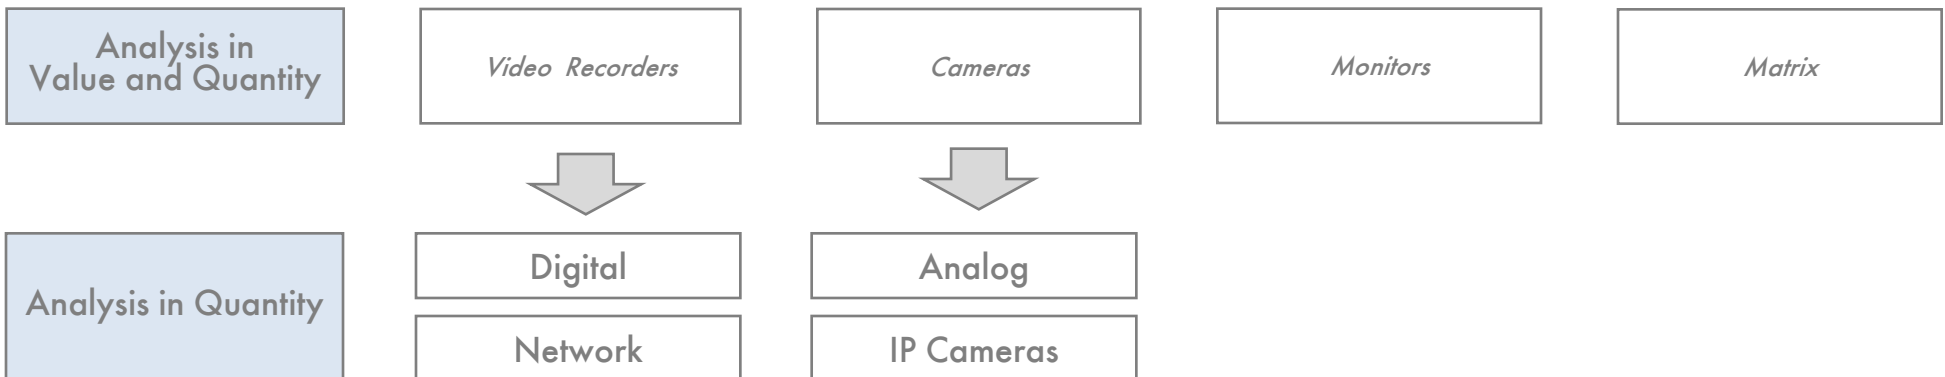 Analysis in
Value and Quantity
Video Recorders
Cameras
Monitors
Matrix
Analysis in Quantity
Digital
Analog
Network
IP Cameras